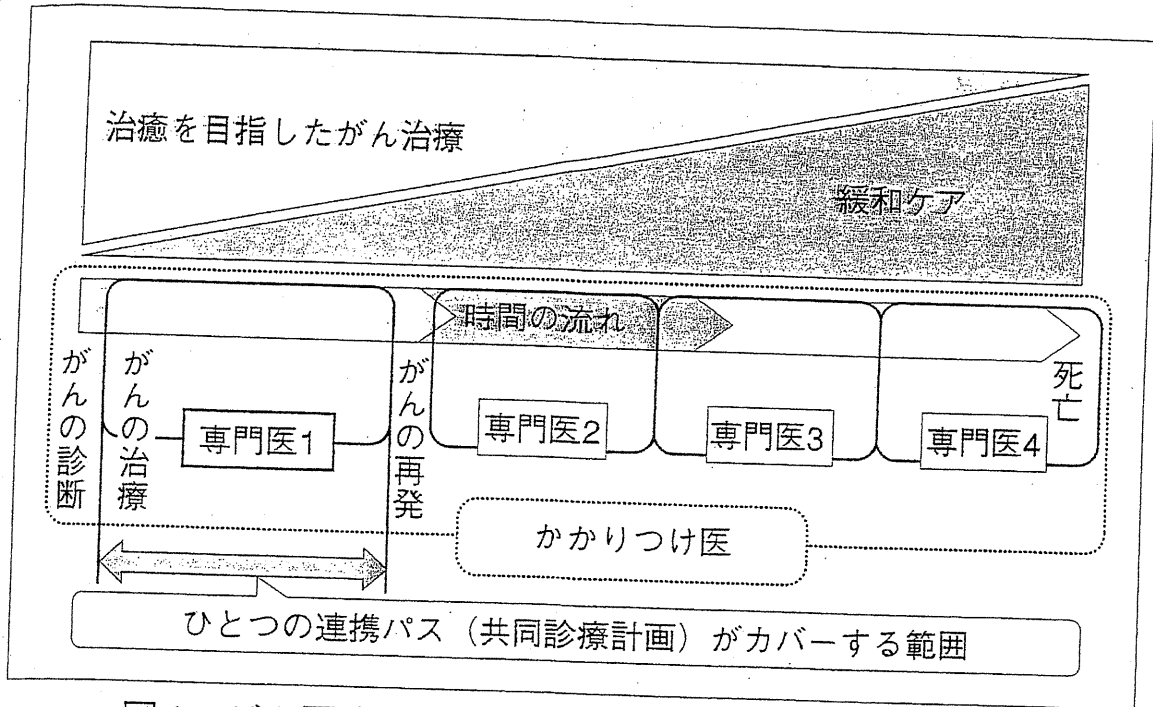 治癒を目指したがん治療
緩和ケア
時間の流れ
がんの診断
がんの治療
がんの再発
死亡
専門医1
専門医2
専門医3
専門医4
かかりつけ医
ひとつの連携パス（共同診療計画）がカバーする範囲